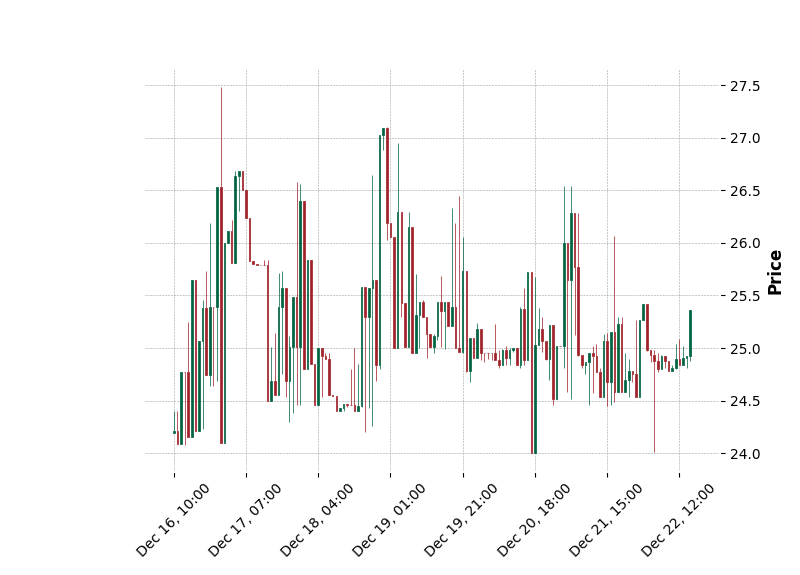 27.5
27.0
26.5
26.0
25.5
25.0
24.5
24.0
Price
Dec 16, 10:00
Dec 17, 07:00
Dec 18, 04:00
Dec 19, 01:00
Dec 19, 21:00
Dec 20, 18:00
Dec 21, 15:00
Dec 22, 12:00